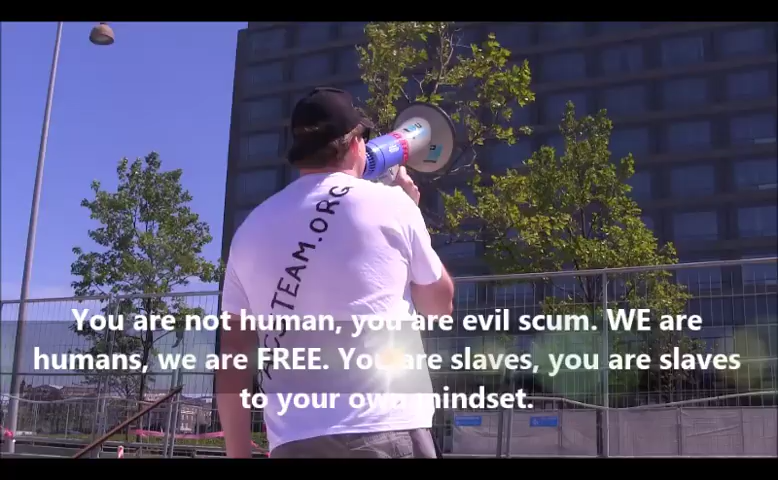 TEAM.ORG
You are not human, you are evil scum. WE are
humans, we are FREE. You are slaves, you are slaves
to your own mindset.